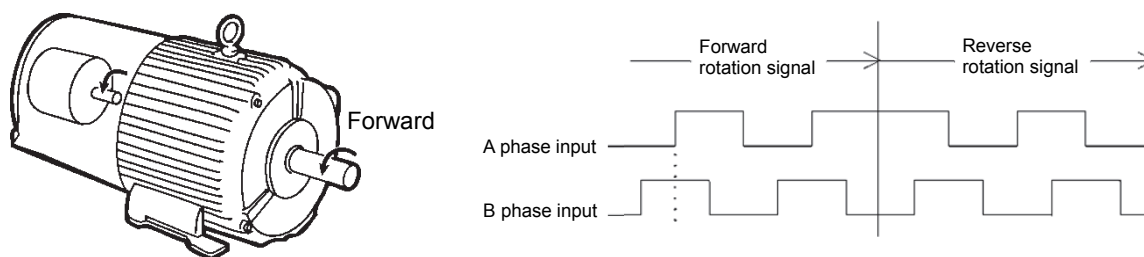 Forward
Forward
rotation signal
Reverse
rotation signal
A phase input
B phase input